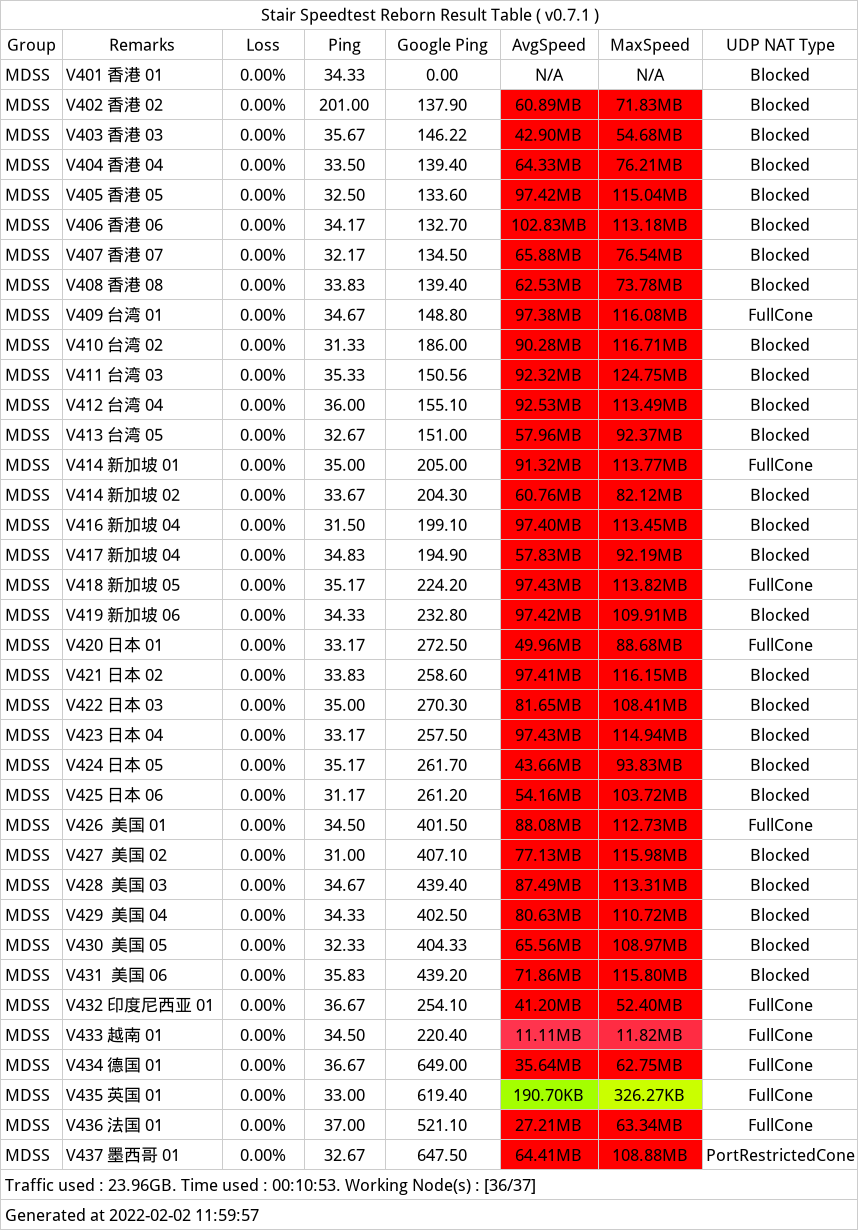 Stair Speedtest Reborn Result Table ( v0.7.1 )
Group Remarks Loss Ping Google Ping AvgSpeed MaxSpeed UDP NAT Type
MDSS V401 香港 01 0.00% 34.33 0.00 N/A N/A Blocked
MDSS V402 香港 02 0.00% 201.00 137.90 60.89MB 71.83MB Blocked
MDSS V403 香港 03 0.00% 35.67 146.22 42.90MB 54.68MB Blocked
MDSS V404 香港 04 0.00% 33.50 139.40 64.33MB 76.21MB Blocked
MDSS V405 香港 05 0.00% 32.50 133.60 97.42MB 115.04MB Blocked
MDSS V406 香港 06 0.00% 34.17 132.70 102.83MB 113.18MB Blocked
MDSS V407 香港 07 0.00% 32.17 134.50 65.88MB 76.54MB Blocked
MDSS V408 香港 08 0.00% 33.83 139.40 62.53MB 73.78MB Blocked
MDSS V409 台湾 01 0.00% 34.67 148.80 97.38MB 116.08MB FullCone
MDSS V410 台湾 02 0.00% 31.33 186.00 90.28MB 116.71MB Blocked
MDSS V411 台湾 03 0.00% 35.33 150.56 92.32MB 124.75MB Blocked
MDSS V412 台湾 04 0.00% 36.00 155.10 92.53MB 113.49MB Blocked
MDSS V413 台湾 05 0.00% 32.67 151.00 57.96MB 92.37MB Blocked
MDSS V414 新加坡 01 0.00% 35.00 205.00 91.32MB 113.77MB FullCone
MDSS V414 新加坡 02 0.00% 33.67 204.30 60.76MB 82.12MB Blocked
MDSS V416 新加坡 04 0.00% 31.50 199.10 97.40MB 113.45MB Blocked
MDSS V417 新加坡 04 0.00% 34.83 194.90 57.83MB 92.19MB Blocked
MDSS V418 新加坡 05 0.00% 35.17 224.20 97.43MB 113.82MB FullCone
MDSS V419 新加坡 06 0.00% 34.33 232.80 97.42MB 109.91MB Blocked
MDSS V420 日本 01 0.00% 33.17 272.50 49.96MB 88.68MB FullCone
MDSS V421 日本 02 0.00% 33.83 258.60 97.41MB 116.15MB Blocked
MDSS V422 日本 03 0.00% 35.00 270.30 81.65MB 108.41MB Blocked
MDSS V423 日本 04 0.00% 33.17 257.50 97.43MB 114.94MB Blocked
MDSS V424 日本 05 0.00% 35.17 261.70 43.66MB 93.83MB Blocked
MDSS V425 日本 06 0.00% 31.17 261.20 54.16MB 103.72MB Blocked
MDSS V426 美国 01 0.00% 34.50 401.50 88.08MB 112.73MB FullCone
MDSS V427 美国 02 0.00% 31.00 407.10 77.13MB 115.98MB Blocked
MDSS V428 美国 03 0.00% 34.67 439.40 87.49MB 113.31MB Blocked
MDSS V429 美国 04 0.00% 34.33 402.50 80.63MB 110.72MB Blocked
MDSS V430 美国 05 0.00% 32.33 404.33 65.56MB 108.97MB Blocked
MDSS V431 美国 06 0.00% 35.83 439.20 71.86MB 115.80MB Blocked
MDSS V432 印度尼西亚 01 0.00% 36.67 254.10 41.20MB 52.40MB FullCone
MDSS V433 越南 01 0.00% 34.50 220.40 11.11MB 11.82MB FullCone
MDSS V434 德国 01 0.00% 36.67 649.00 35.64MB 62.75MB FullCone
MDSS V435 英国 01 0.00% 33.00 619.40 190.70KB 326.27KB FullCone
MDSS V436 法国 01 0.00% 37.00 521.10 27.21MB 63.34MB FullCone
MDSS V437 墨西哥 01 0.00% 32.67 647.50 64.41MB 108.88MB PortRestrictedCone
Traffic used : 23.96GB. Time used : 00:10:53. Working Node(s) : [36/37]
Generated at 2022-02-02 11:59:57